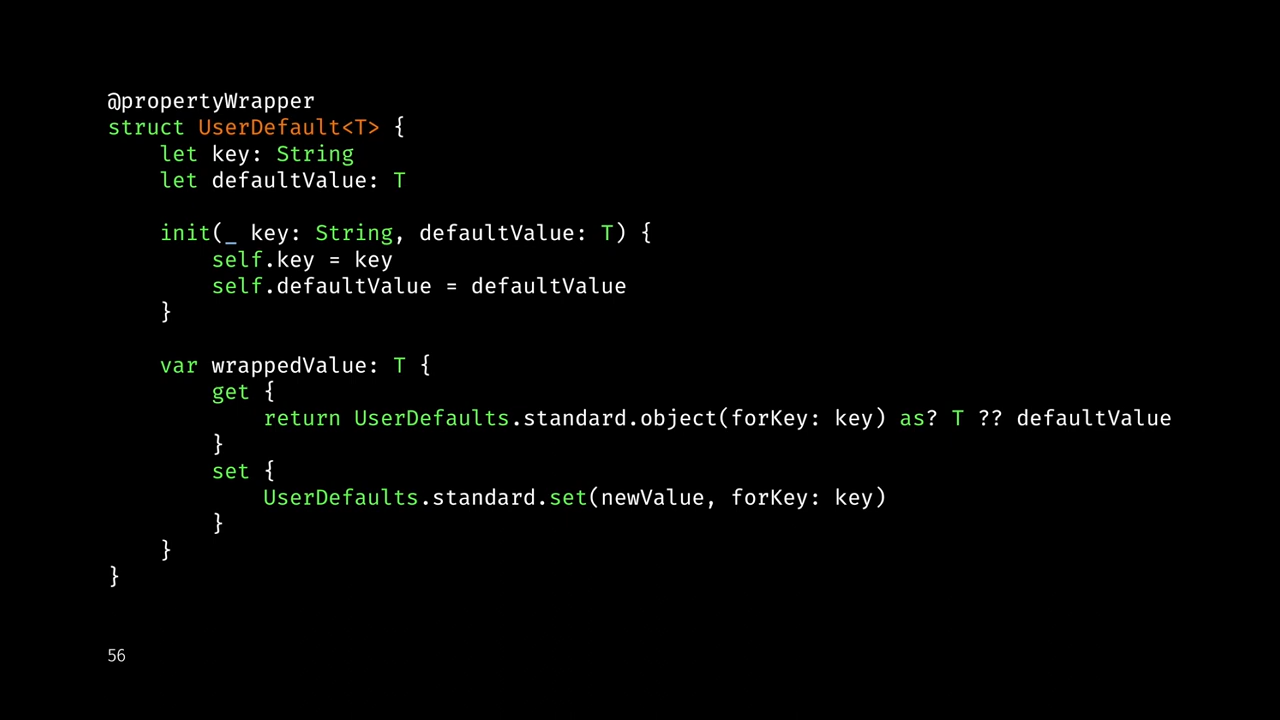 @propertyWrapper
struct UserDefault<T> {
    let key: String
    let defaultValue: T

    init(_ key: String, defaultValue: T) {
        self.key = key
        self.defaultValue = defaultValue
    }

    var wrappedValue: T {
        get {
            return UserDefaults.standard.object(forKey: key) as? T ?? defaultValue
        }
        set {
            UserDefaults.standard.set(newValue, forKey: key)
        }
    }
}
56